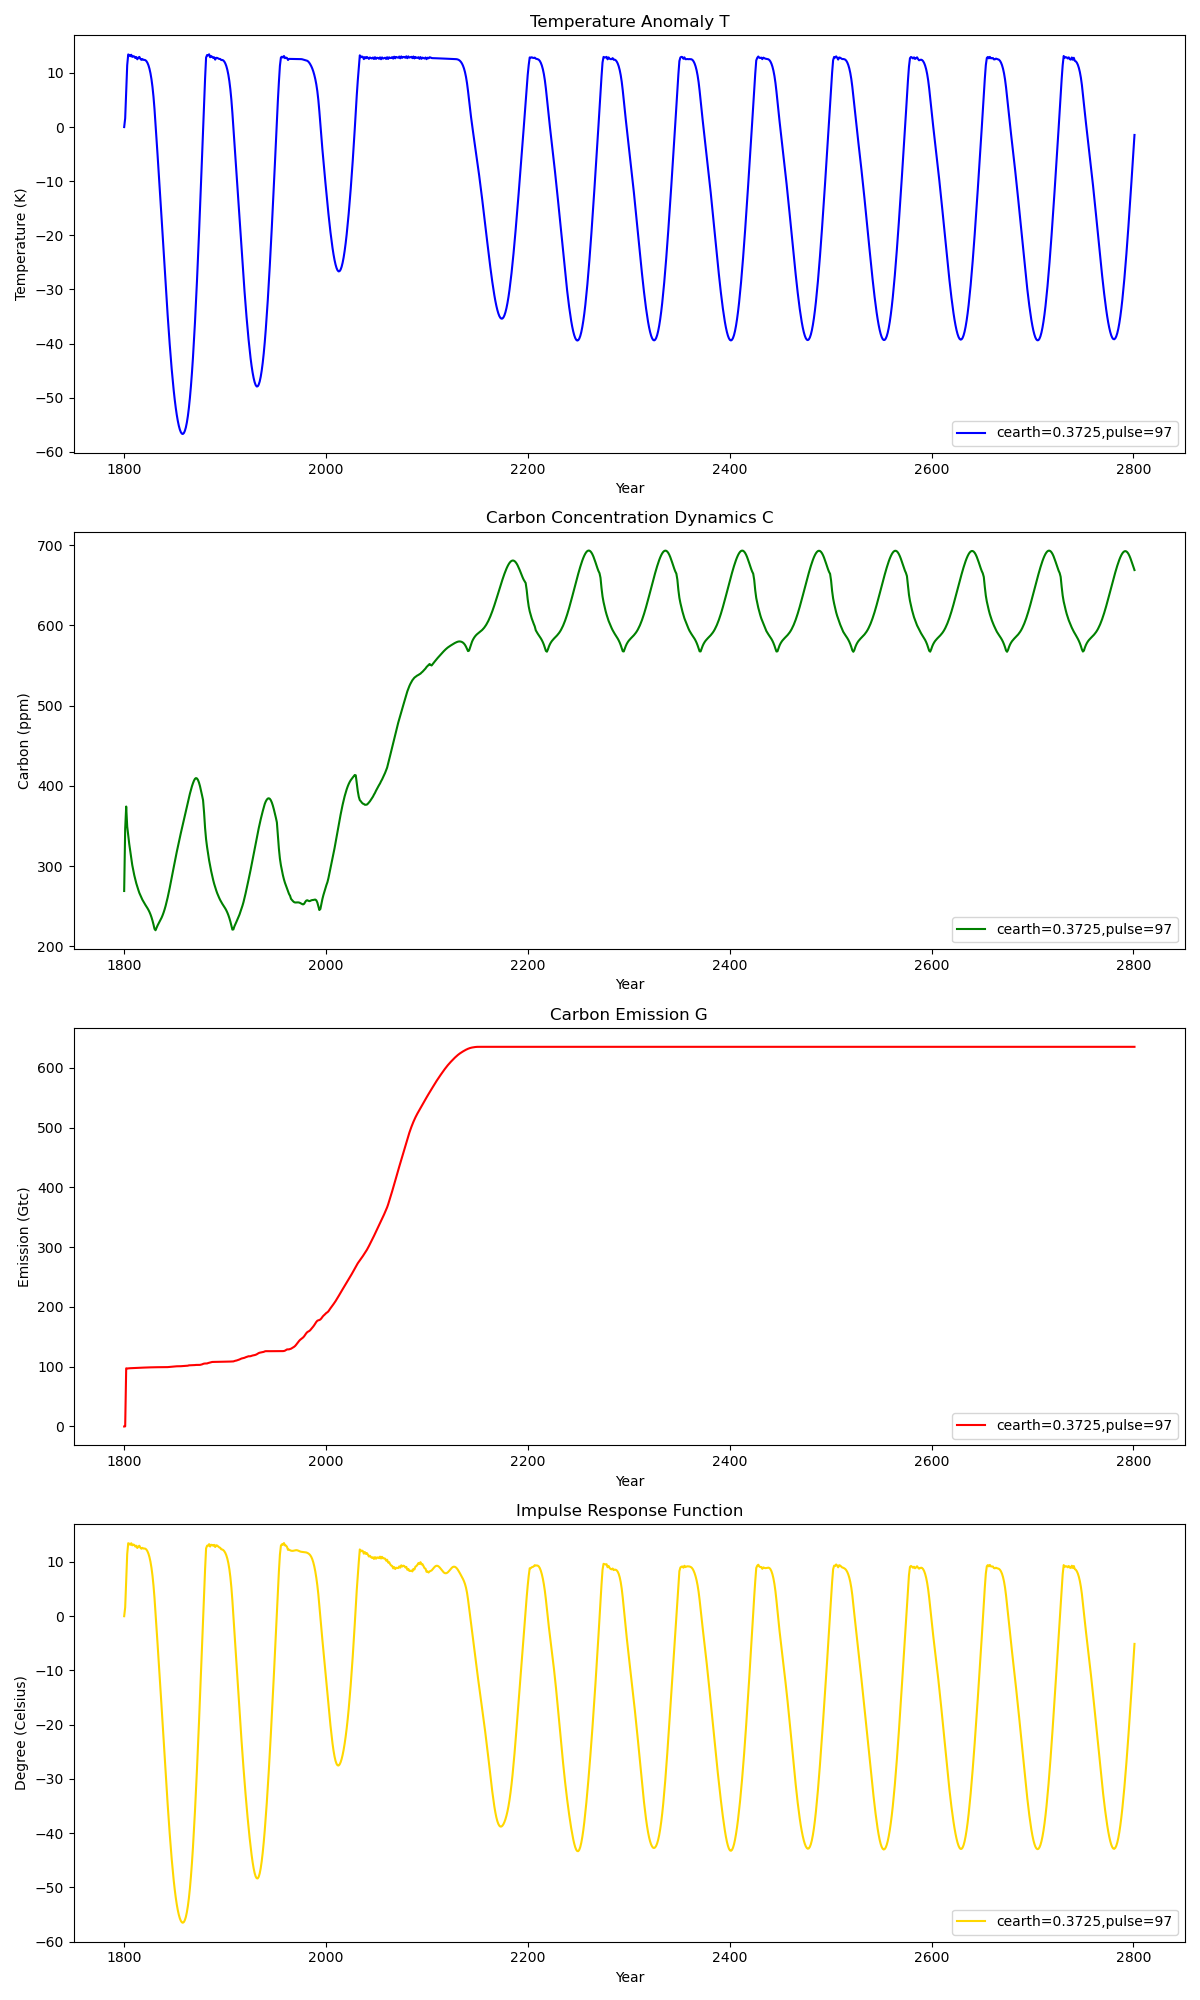 Temperature Anomaly T
10
0
−10
−20
−30
−40
−50
−60
Temperature (K)
cearth=0.3725,pulse=97
1800 2000 2200 2400 2600 2800
Year
Carbon Concentration Dynamics C
700
600
500
400
300
200
Carbon (ppm)
cearth=0.3725,pulse=97
1800 2000 2200 2400 2600 2800
Year
Carbon Emission G
600
500
400
300
200
100
0
Emission (Gtc)
cearth=0.3725,pulse=97
1800 2000 2200 2400 2600 2800
Year
Impulse Response Function
10
0
−10
−20
−30
−40
−50
−60
Degree (Celsius)
cearth=0.3725,pulse=97
1800 2000 2200 2400 2600 2800
Year